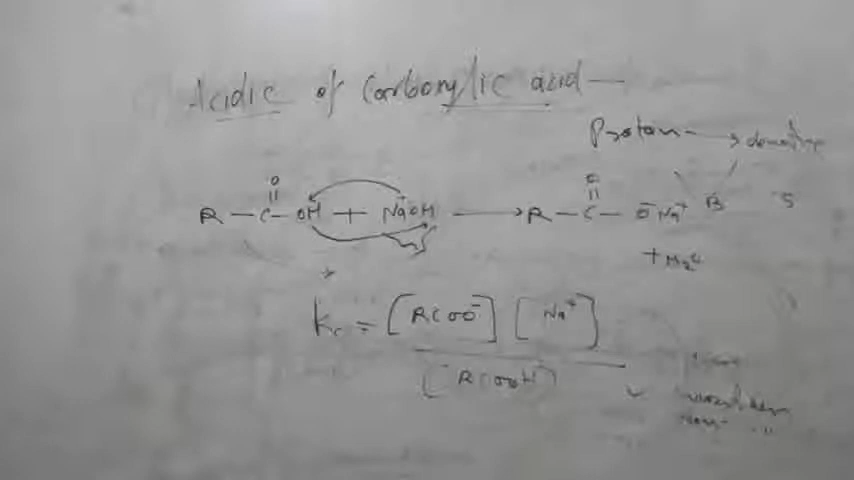 Acidic of Carboxylic acid —
Proton →
O O
R — C — OH + NaOH → R — C — O⁻ Na⁺ B S
+ H₂O
Kc = [RCOO⁻] [Na⁺]
[RCOOH]